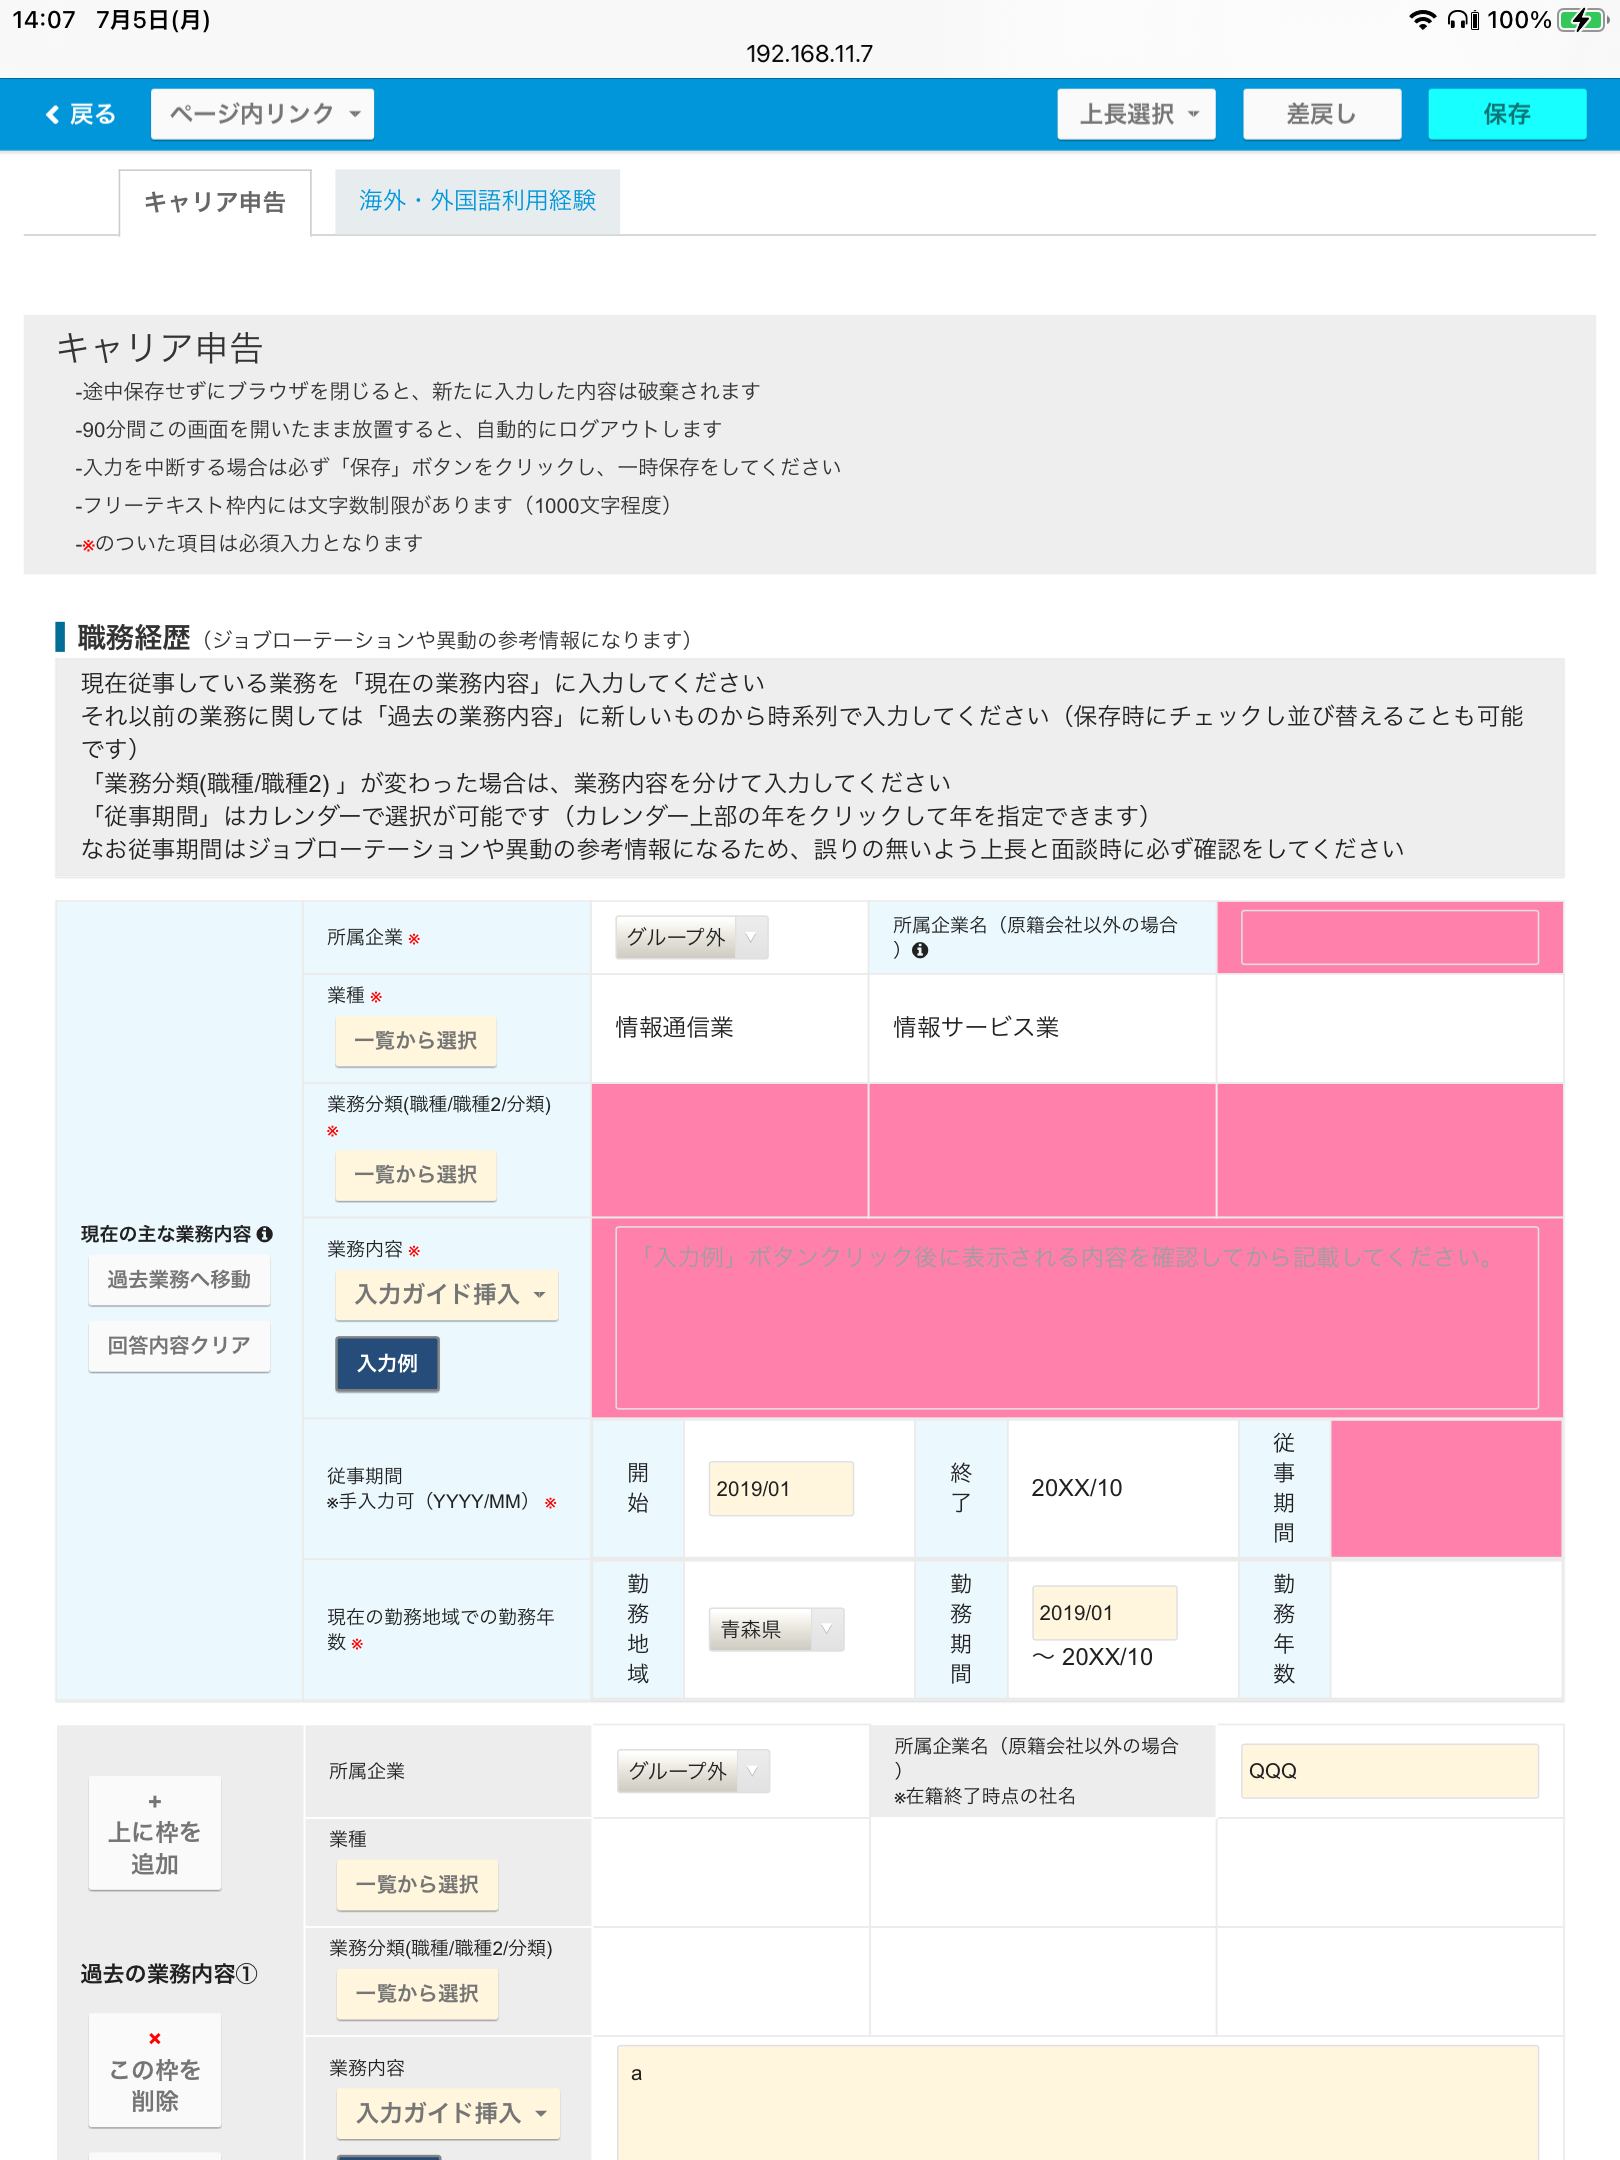 14:07 7月5日(月)
100%
192.168.11.7
戻る
ページ内リンク
上長選択
差戻し
保存
キャリア申告
海外・外国語利用経験
キャリア申告
-途中保存せずにブラウザを閉じると、新たに入力した内容は破棄されます
-90分間この画面を開いたまま放置すると、自動的にログアウトします
-入力を中断する場合は必ず「保存」ボタンをクリックし、一時保存をしてください
-フリーテキスト枠内には文字数制限があります（1000文字程度）
-※のついた項目は必須入力となります
職務経歴（ジョブローテーションや異動の参考情報になります）
現在従事している業務を「現在の業務内容」に入力してください
それ以前の業務に関しては「過去の業務内容」に新しいものから時系列で入力してください（保存時にチェックし並び替えることも可能
です）
「業務分類(職種/職種2) 」が変わった場合は、業務内容を分けて入力してください
「従事期間」はカレンダーで選択が可能です（カレンダー上部の年をクリックして年を指定できます）
なお従事期間はジョブローテーションや異動の参考情報になるため、誤りの無いよう上長と面談時に必ず確認をしてください
現在の主な業務内容
過去業務へ移動
回答内容クリア
所属企業 ※
グループ外
所属企業名（原籍会社以外の場合
）
業種 ※
一覧から選択
情報通信業
情報サービス業
業務分類(職種/職種2/分類)
※
一覧から選択
業務内容 ※
入力ガイド挿入
入力例
「入力例」ボタンクリック後に表示される内容を確認してから記載してください。
従事期間
※手入力可（YYYY/MM） ※
開始
2019/01
終了
20XX/10
従事期間
現在の勤務地域での勤務年
数 ※
勤務地域
青森県
勤務期間
2019/01
～ 20XX/10
勤務年数
+
上に枠を
追加
過去の業務内容①
×
この枠を
削除
所属企業
グループ外
所属企業名（原籍会社以外の場合
）
※在籍終了時点の社名
QQQ
業種
一覧から選択
業務分類(職種/職種2/分類)
一覧から選択
業務内容
入力ガイド挿入
a